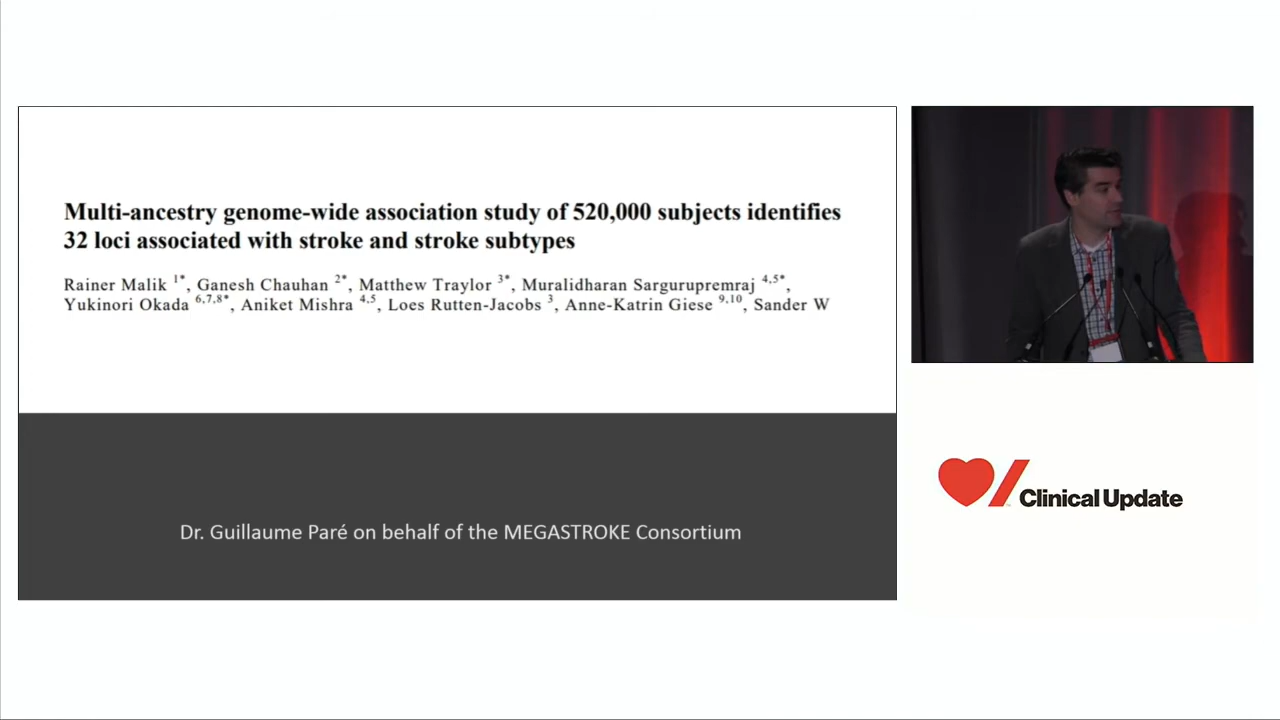 Multi-ancestry genome-wide association study of 520,000 subjects identifies
32 loci associated with stroke and stroke subtypes
Rainer Malik 1*, Ganesh Chauhan 2*, Matthew Traylor 3*, Muralidharan Sargurupremraj 4,5*,
Yukinori Okada 6,7,8*, Aniket Mishra 4,5, Loes Rutten-Jacobs 3, Anne-Katrin Giese 9,10, Sander W
Dr. Guillaume Paré on behalf of the MEGASTROKE Consortium
Clinical Update